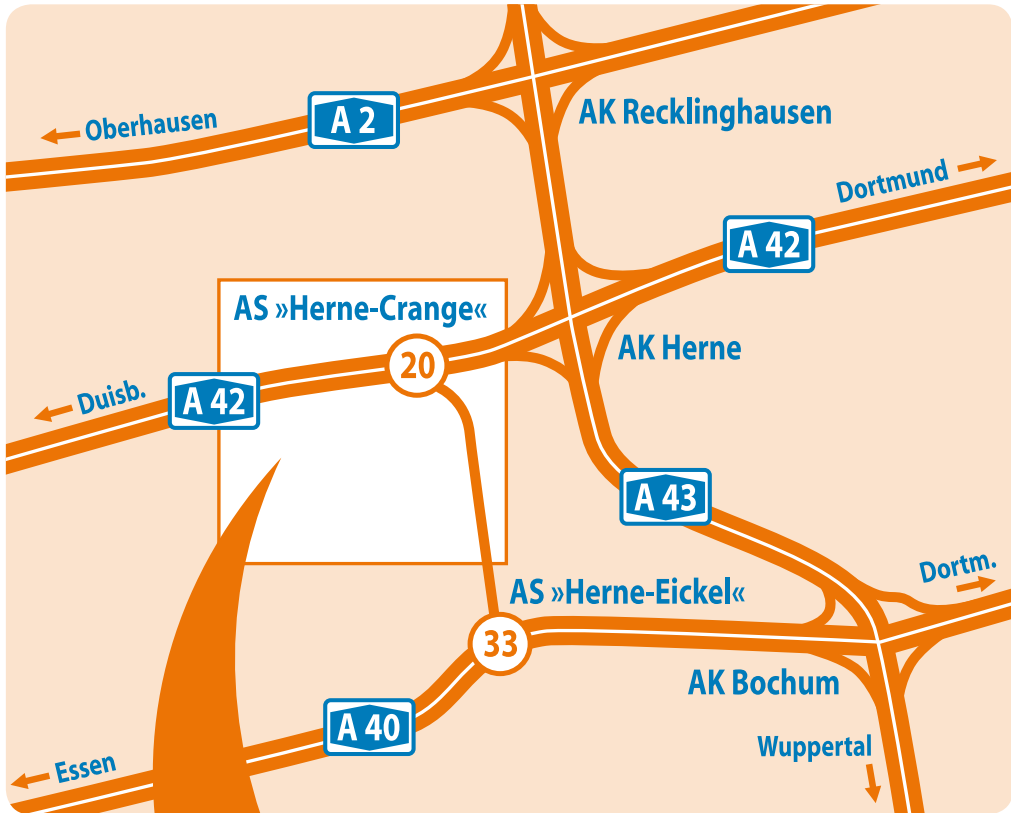 A 2
Oberhausen
AK Recklinghausen
Dortmund
A 42
AS »Herne-Crange«
20
AK Herne
Duisb.
A 42
A 43
AS »Herne-Eickel«
Dortm.
33
AK Bochum
A 40
Wuppertal
Essen